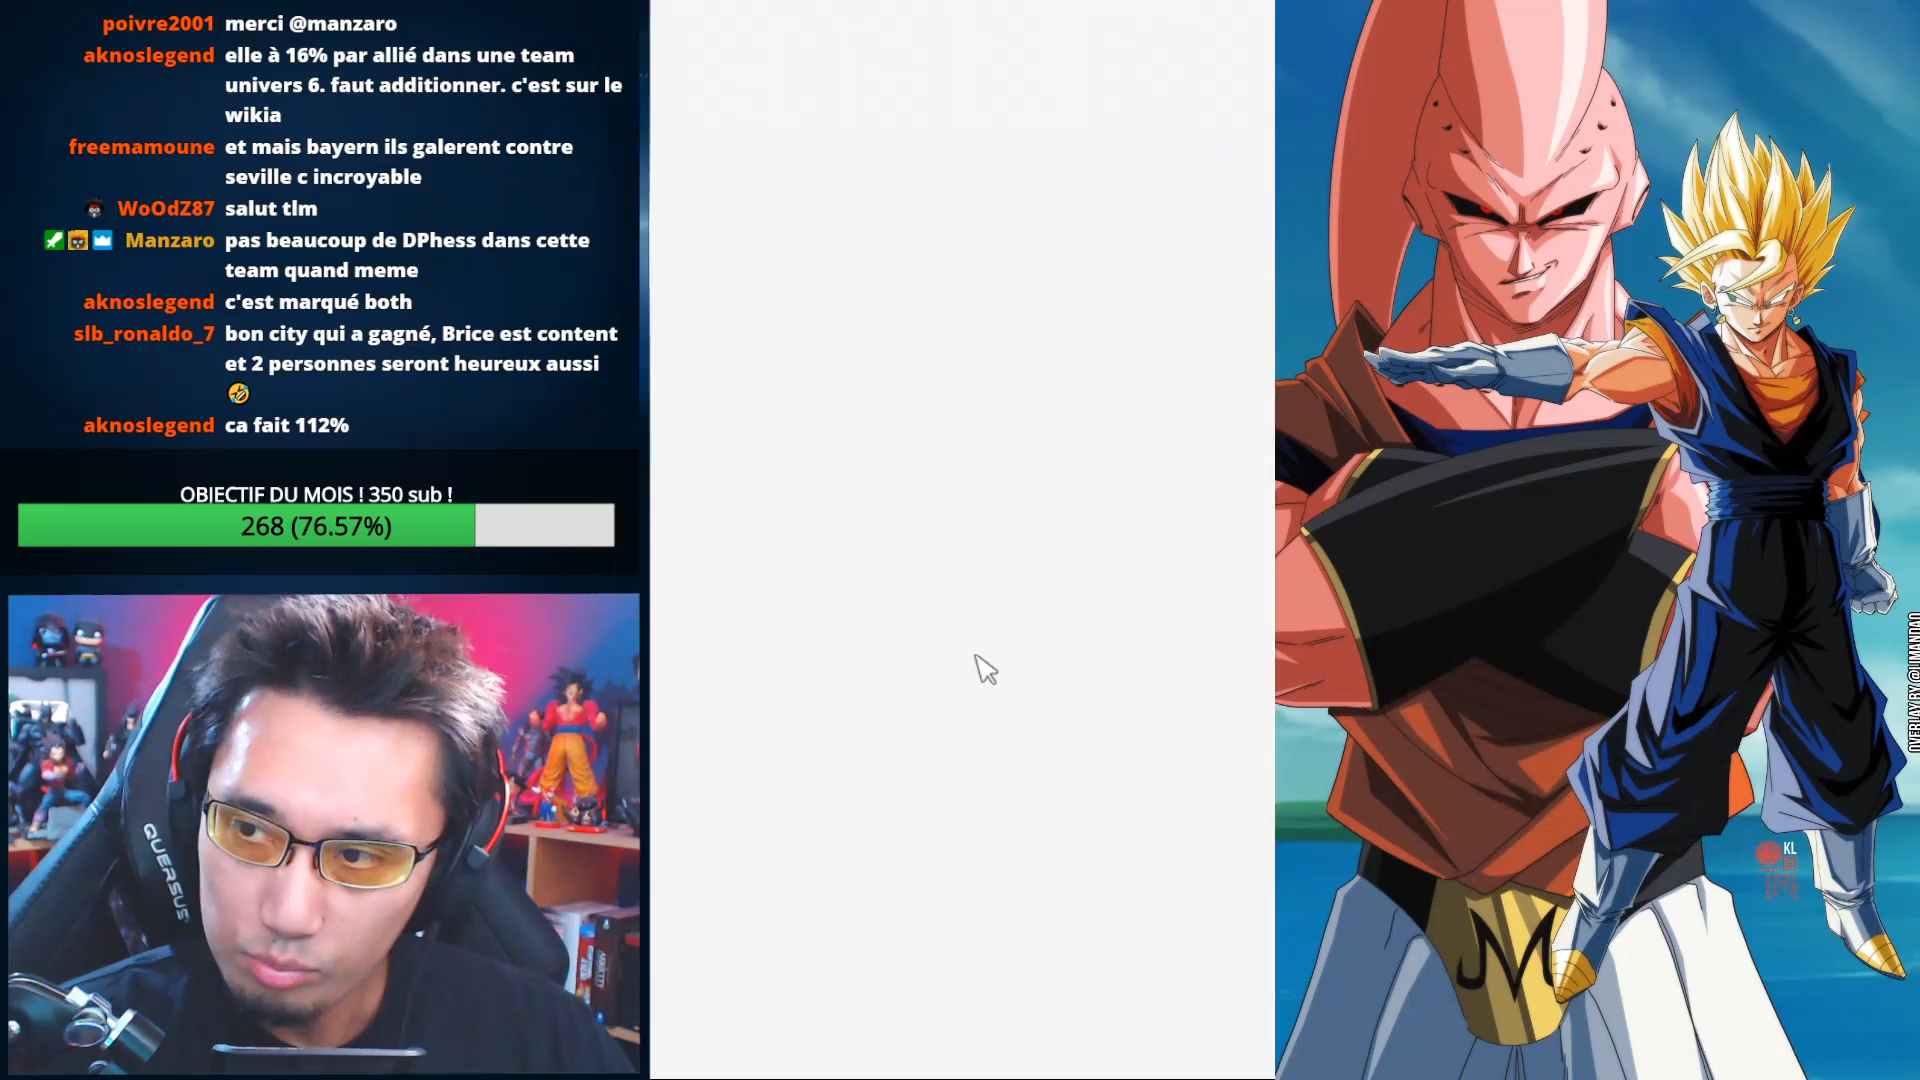 poivre2001 merci @manzaro
aknoslegend elle à 16% par allié dans une team
univers 6. faut additionner. c'est sur le
wikia
freemamoune et mais bayern ils galerent contre
seville c incroyable
WoOdZ87 salut tlm
Manzaro pas beaucoup de DPhess dans cette
team quand meme
aknoslegend c'est marqué both
slb_ronaldo_7 bon city qui a gagné, Brice est content
et 2 personnes seront heureux aussi
aknoslegend ca fait 112%
OBJECTIF DU MOIS ! 350 sub !
268 (76.57%)
QUERSUS
KL
OVERLAY BY @LIMANDAO